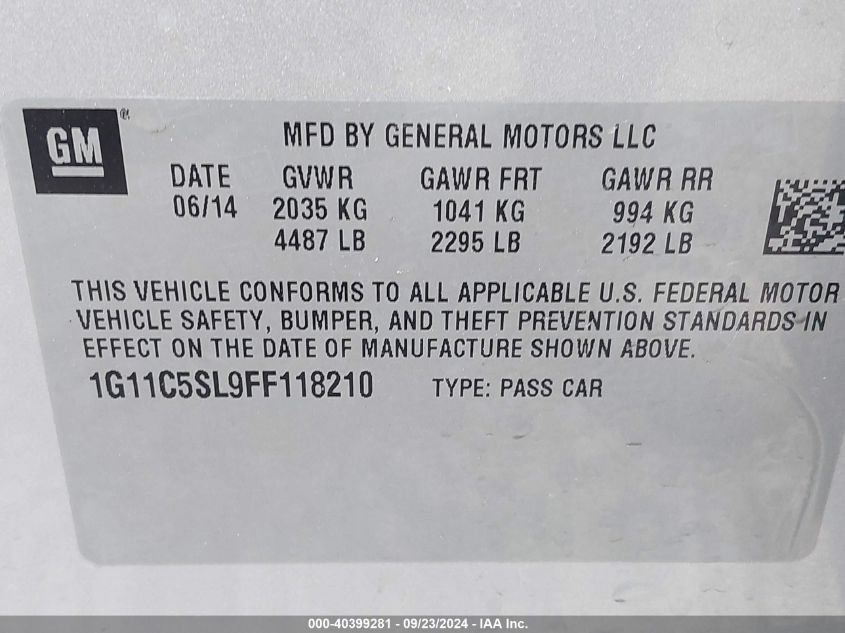 GM®
MFD BY GENERAL MOTORS LLC
DATE GVWR GAWR FRT GAWR RR
06/14 2035 KG 1041 KG 994 KG
4487 LB 2295 LB 2192 LB
THIS VEHICLE CONFORMS TO ALL APPLICABLE U.S. FEDERAL MOTOR
VEHICLE SAFETY, BUMPER, AND THEFT PREVENTION STANDARDS IN
EFFECT ON THE DATE OF MANUFACTURE SHOWN ABOVE.
1G11C5SL9FF118210 TYPE: PASS CAR
000-40399281 - 09/23/2024 - IAA Inc.